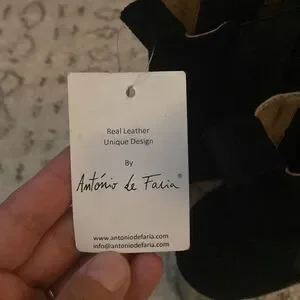 Real Leather
Unique Design
By
António de Faria®
www.antoniodefaria.com
info@antoniodefaria.com